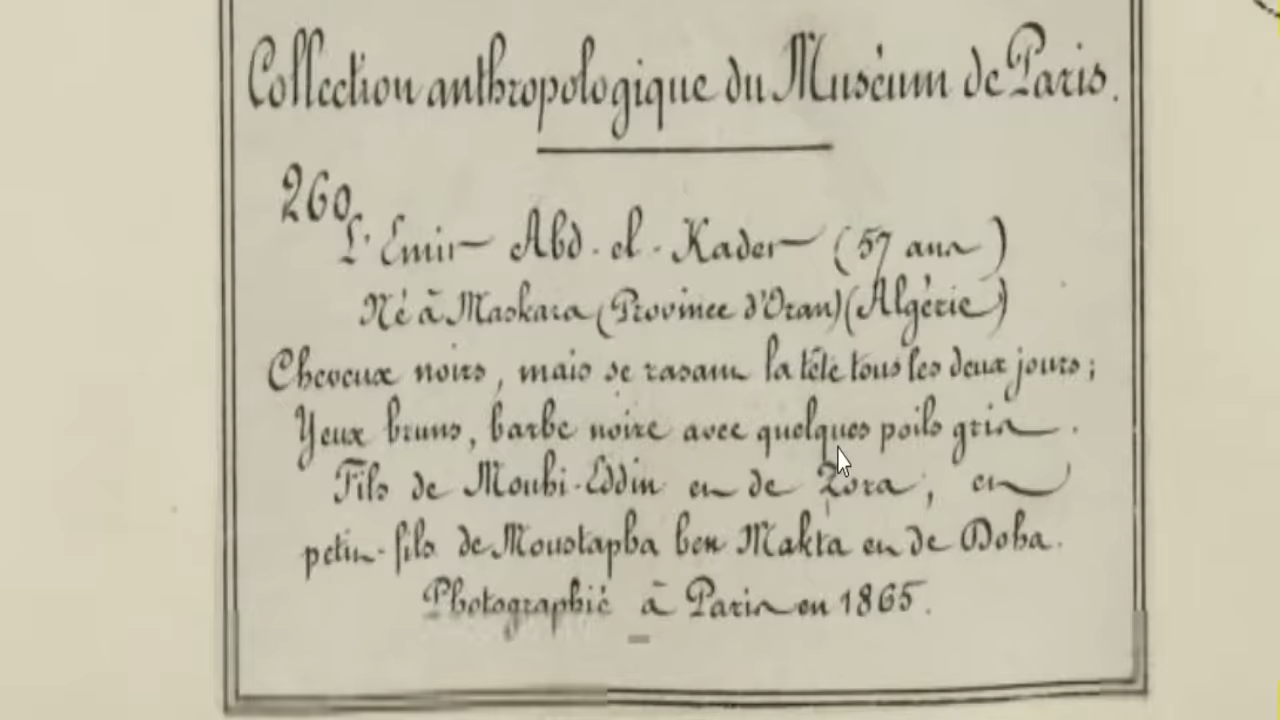 Collection anthropologique du Muséum de Paris.
260.
L'Emir Abd-el-Kader (57 ans)
Né à Maskara (Province d'Oran) (Algérie)
Cheveux noirs, mais se rasant la tête tous les deux jours;
Yeux bruns, barbe noire avec quelques poils gris.
Fils de Mouhi-Eddin et de Zora, et
petit-fils de Moustapha ben Makta et de Doha.
Photographié à Paris en 1865.